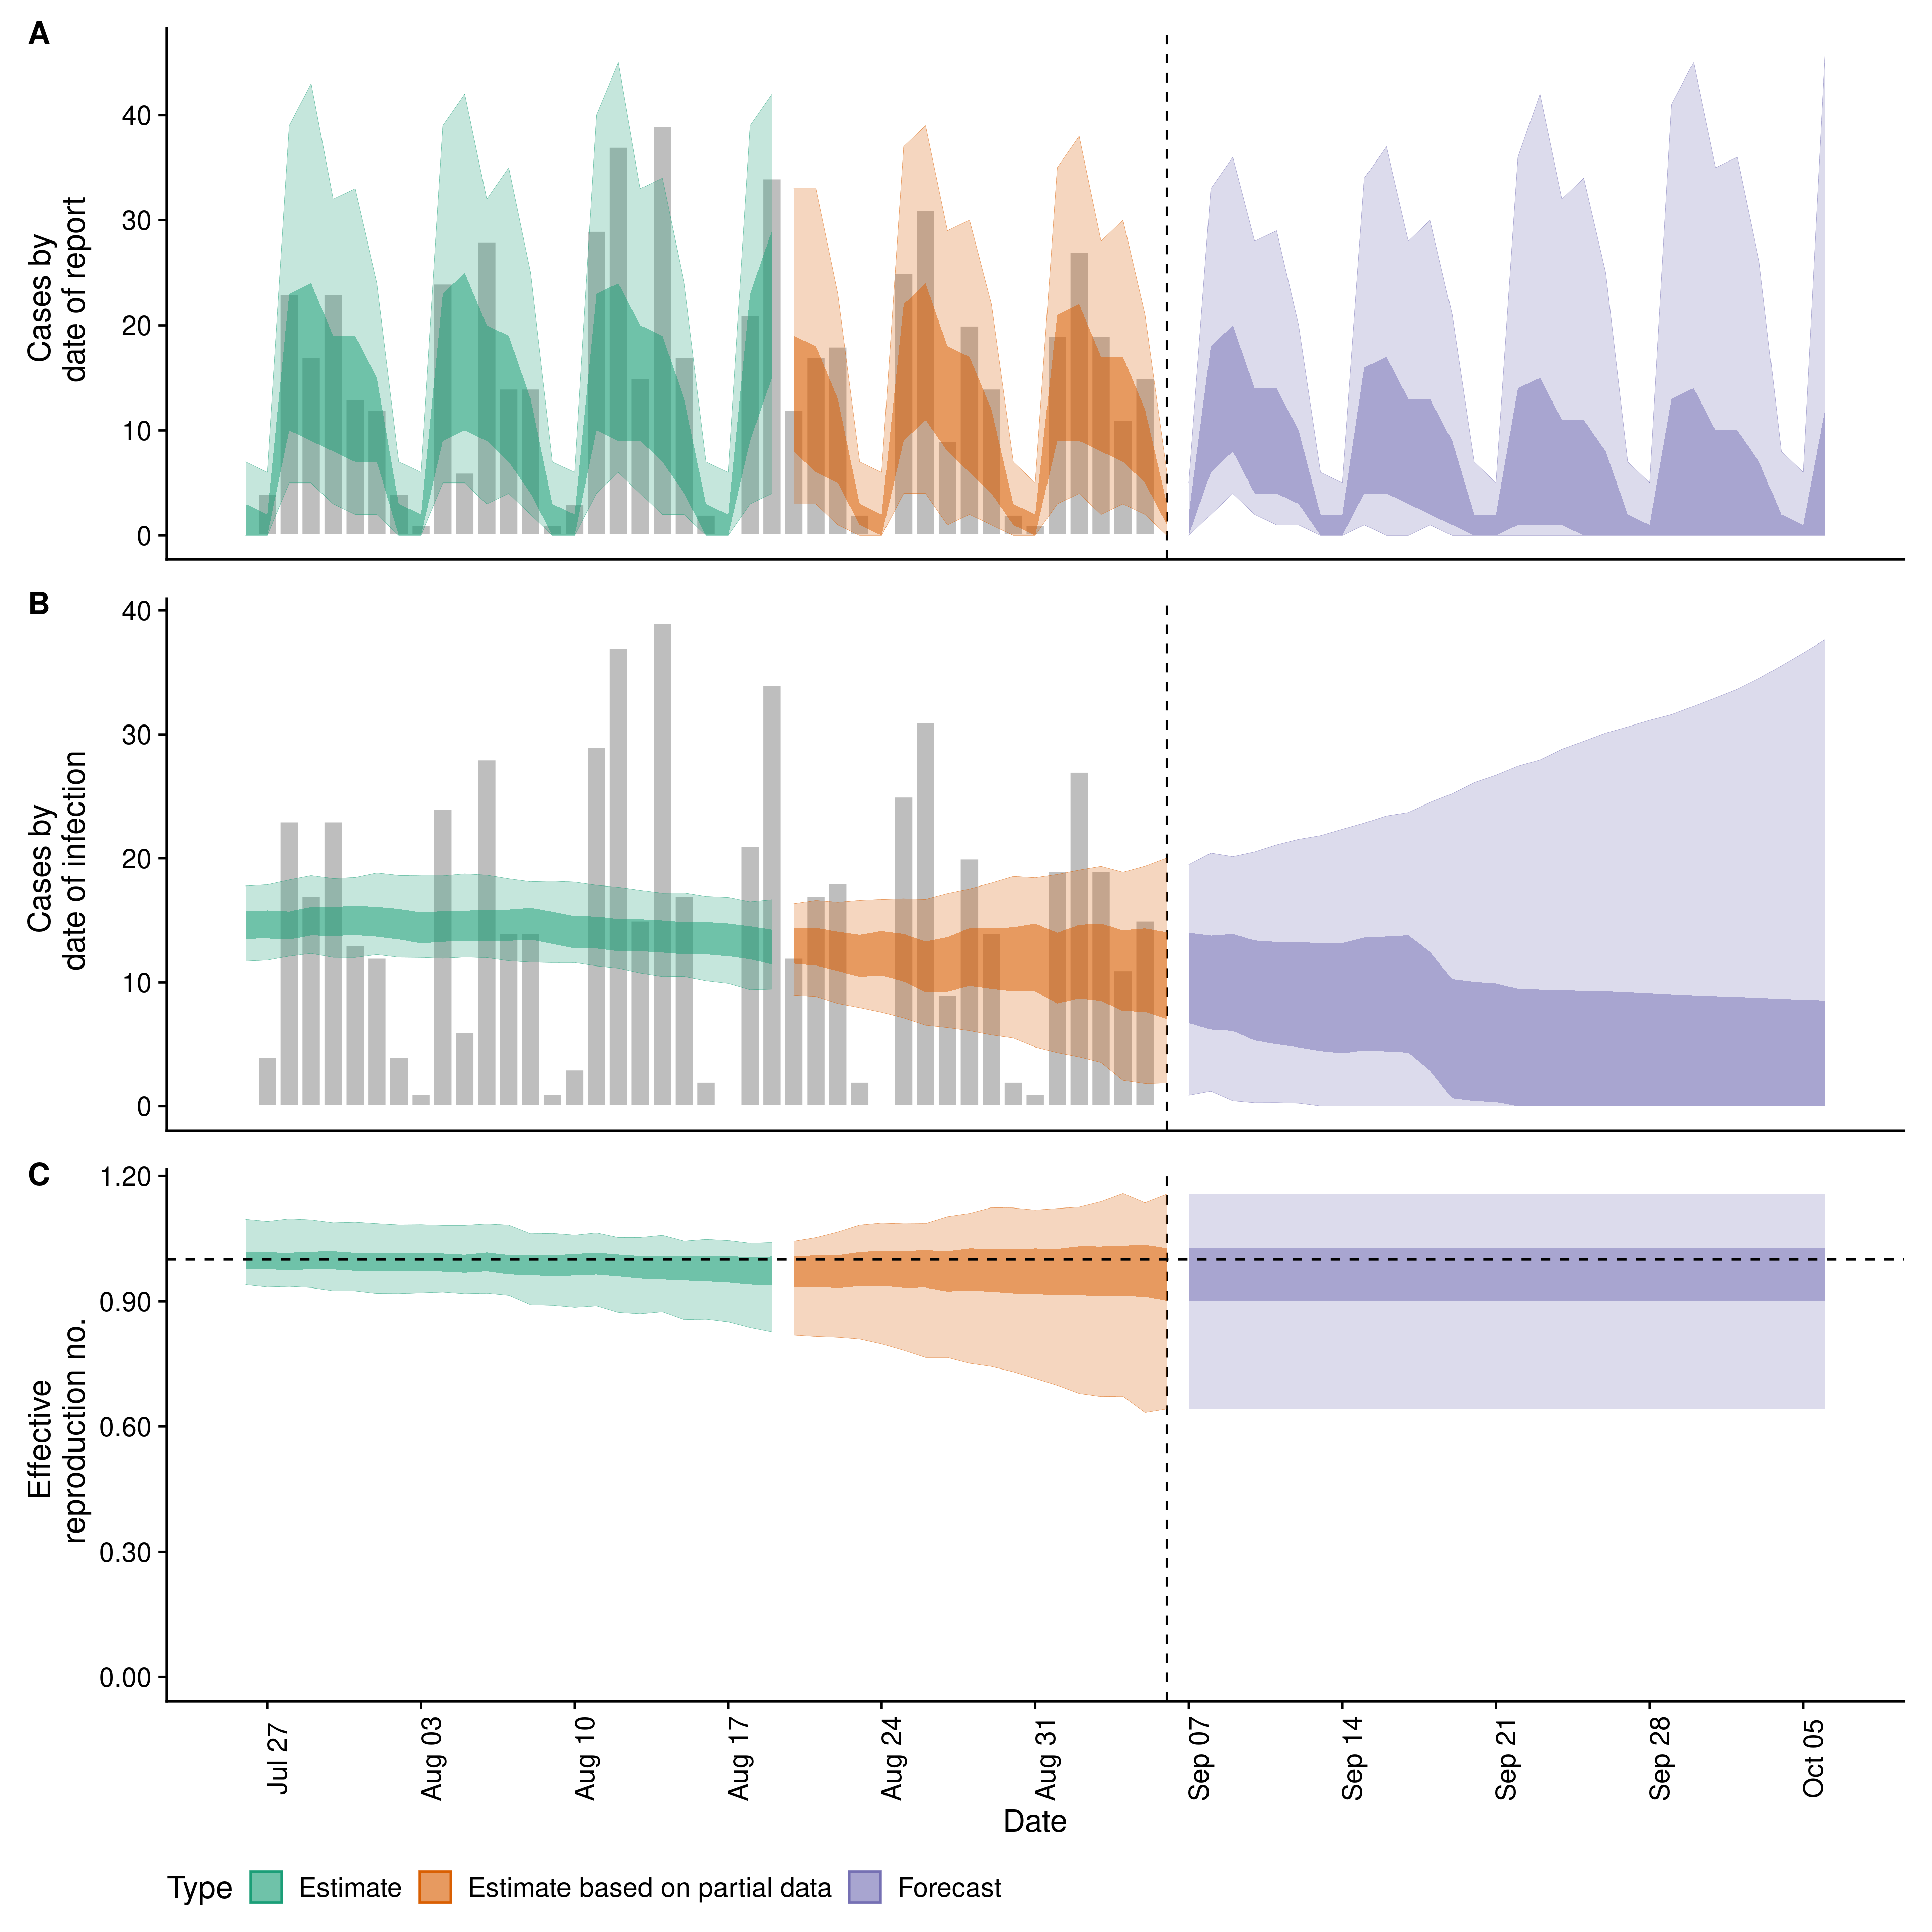 A
Cases by
date of report
40
30
20
10
0
B
Cases by
date of infection
40
30
20
10
0
C
Effective
reproduction no.
1.20
0.90
0.60
0.30
0.00
Jul 27
Aug 03
Aug 10
Aug 17
Aug 24
Aug 31
Sep 07
Sep 14
Sep 21
Sep 28
Oct 05
Date
Type Estimate Estimate based on partial data Forecast